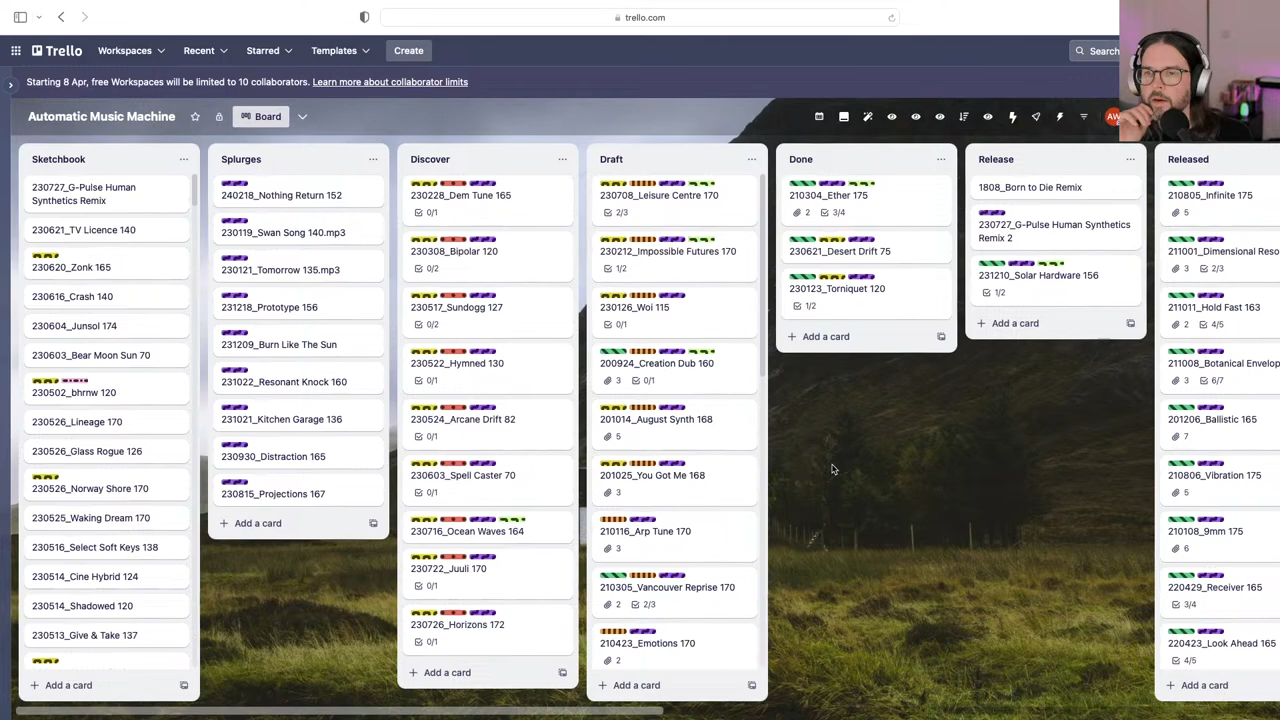 trello.com
Trello
Workspaces
Recent
Starred
Templates
Create
Search
Starting 8 Apr, free Workspaces will be limited to 10 collaborators. Learn more about collaborator limits
Automatic Music Machine
Board
AW
Sketchbook
230727_G-Pulse Human
Synthetics Remix
230621_TV Licence 140
230620_Zonk 165
230616_Crash 140
230604_Junsol 174
230603_Bear Moon Sun 70
230502_bhrnw 120
230526_Lineage 170
230526_Glass Rogue 126
230526_Norway Shore 170
230525_Waking Dream 170
230516_Select Soft Keys 138
230514_Cine Hybrid 124
230514_Shadowed 120
230513_Give & Take 137
Add a card
Splurges
240218_Nothing Return 152
230119_Swan Song 140.mp3
230121_Tomorrow 135.mp3
231218_Prototype 156
231209_Burn Like The Sun
231022_Resonant Knock 160
231021_Kitchen Garage 136
230930_Distraction 165
230815_Projections 167
Add a card
Discover
230228_Dem Tune 165
0/1
230308_Bipolar 120
0/2
230517_Sundogg 127
0/2
230522_Hymned 130
0/1
230524_Arcane Drift 82
0/1
230603_Spell Caster 70
0/1
230716_Ocean Waves 164
230722_Juuli 170
0/1
230726_Horizons 172
0/1
Add a card
Draft
230708_Leisure Centre 170
2/3
230212_Impossible Futures 170
1/2
230126_Woi 115
0/1
200924_Creation Dub 160
3 0/1
201014_August Synth 168
5
201025_You Got Me 168
3
210116_Arp Tune 170
3
210305_Vancouver Reprise 170
2 2/3
210423_Emotions 170
2
Add a card
Done
210304_Ether 175
2 3/4
230621_Desert Drift 75
230123_Torniquet 120
1/2
Add a card
Release
1808_Born to Die Remix
230727_G-Pulse Human Synthetics
Remix 2
231210_Solar Hardware 156
1/2
Add a card
Released
210805_Infinite 175
5
211001_Dimensional Reso
3 2/3
211011_Hold Fast 163
2 4/5
211008_Botanical Envelop
3 6/7
201206_Ballistic 165
7
210806_Vibration 175
5
210108_9mm 175
6
220429_Receiver 165
3/4
220423_Look Ahead 165
4/5
Add a card